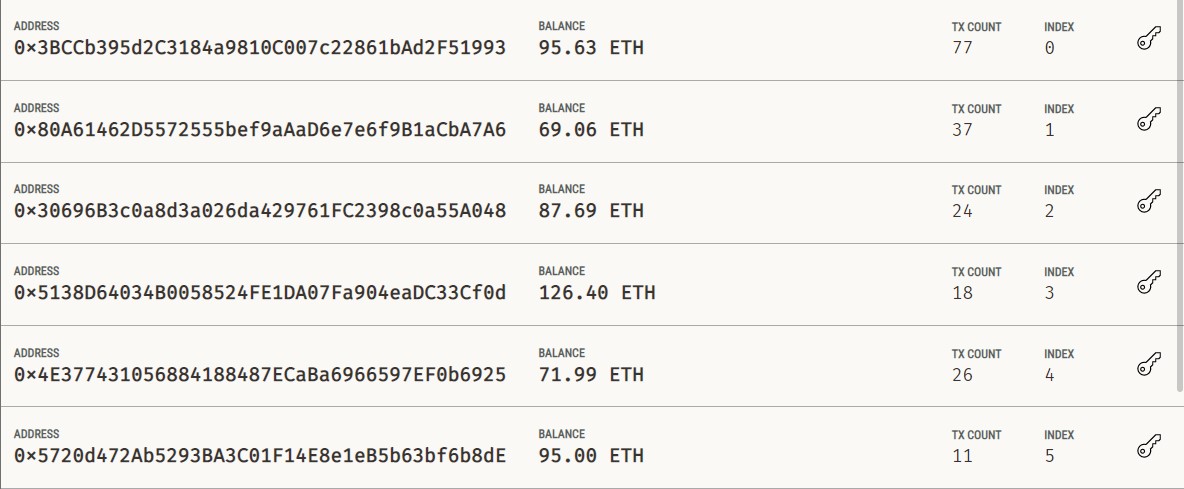 ADDRESS BALANCE TX COUNT INDEX
0×3BCCb395d2C3184a9810C007c22861bAd2F51993 95.63 ETH 77 0
ADDRESS BALANCE TX COUNT INDEX
0×80A61462D5572555bef9aAaD6e7e6f9B1aCbA7A6 69.06 ETH 37 1
ADDRESS BALANCE TX COUNT INDEX
0×30696B3c0a8d3a026da429761FC2398c0a55A048 87.69 ETH 24 2
ADDRESS BALANCE TX COUNT INDEX
0×5138D64034B0058524FE1DA07Fa904eaDC33Cf0d 126.40 ETH 18 3
ADDRESS BALANCE TX COUNT INDEX
0×4E377431056884188487ECaBa6966597EF0b6925 71.99 ETH 26 4
ADDRESS BALANCE TX COUNT INDEX
0×5720d472Ab5293BA3C01F14E8e1eB5b63bf6b8dE 95.00 ETH 11 5